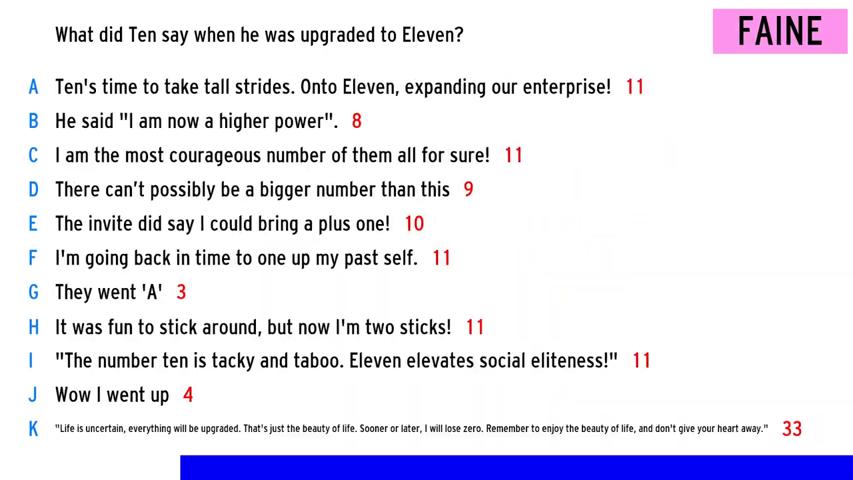 What did Ten say when he was upgraded to Eleven?
FAINE
A Ten's time to take tall strides. Onto Eleven, expanding our enterprise! 11
B He said "I am now a higher power". 8
C I am the most courageous number of them all for sure! 11
D There can't possibly be a bigger number than this 9
E The invite did say I could bring a plus one! 10
F I'm going back in time to one up my past self. 11
G They went 'A' 3
H It was fun to stick around, but now I'm two sticks! 11
I "The number ten is tacky and taboo. Eleven elevates social eliteness!" 11
J Wow I went up 4
K "Life is uncertain, everything will be upgraded. That's just the beauty of life. Sooner or later, I will lose zero. Remember to enjoy the beauty of life, and don't give your heart away." 33